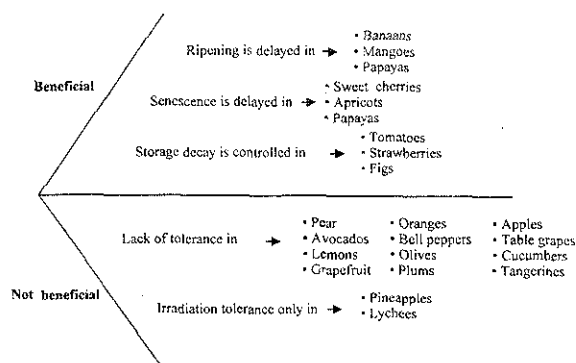 • Banaans
Ripening is delayed in → • Mangoes
• Papayas
Beneficial
• Sweet cherries
Senescence is delayed in → • Apricots
• Papayas
• Tomatoes
Storage decay is controlled in → • Strawberries
• Figs
• Pear • Oranges • Apples
Lack of tolerance in → • Avocados • Bell peppers • Table grapes
• Lemons • Olives • Cucumbers
• Grapefruit • Plums • Tangerines
Not beneficial
• Pineapples
Irradiation tolerance only in → • Lychees